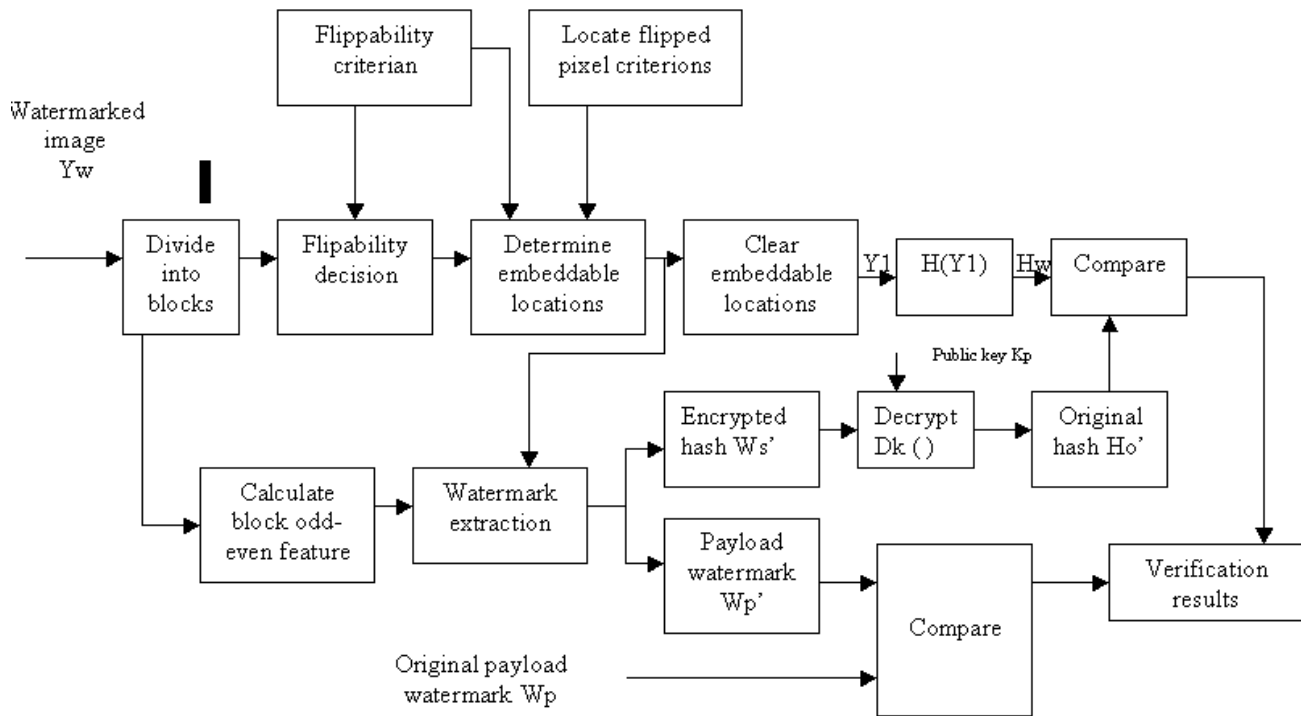 Flippability
criterian
Locate flipped
pixel criterions
Watermarked
image
Yw
Divide
into
blocks
Flipability
decision
Determine
embeddable
locations
Clear
embeddable
locations
Y1
H(Y1)
Hw
Compare
Public key Kp
Encrypted
hash Ws’
Decrypt
Dk ( )
Original
hash Ho’
Calculate
block odd-
even feature
Watermark
extraction
Payload
watermark
Wp’
Compare
Verification
results
Original payload
watermark Wp